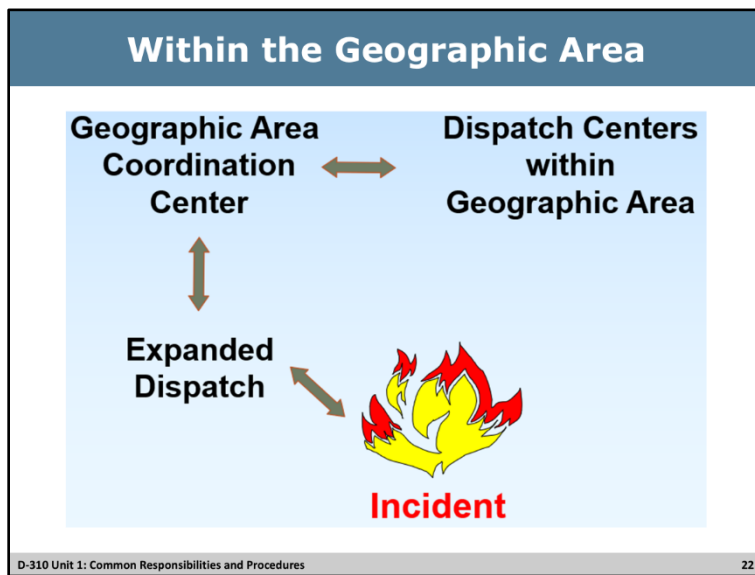 Within the Geographic Area
Geographic Area
Coordination
Center
Dispatch Centers
within
Geographic Area
Expanded
Dispatch
Incident
D-310 Unit 1: Common Responsibilities and Procedures
22